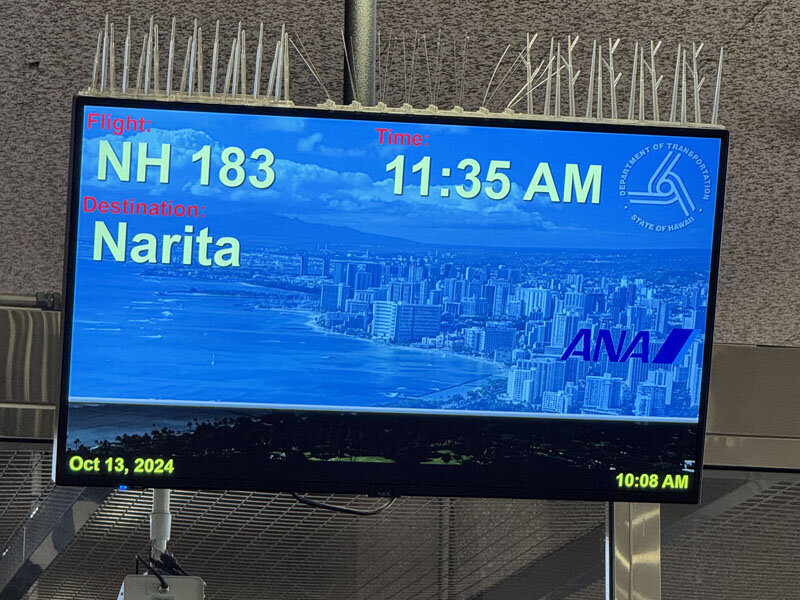 Flight:
NH 183
Time:
11:35 AM
DEPARTMENT OF TRANSPORTATION
STATE OF HAWAII
Destination:
Narita
ANA
Oct 13, 2024
10:08 AM
NEC